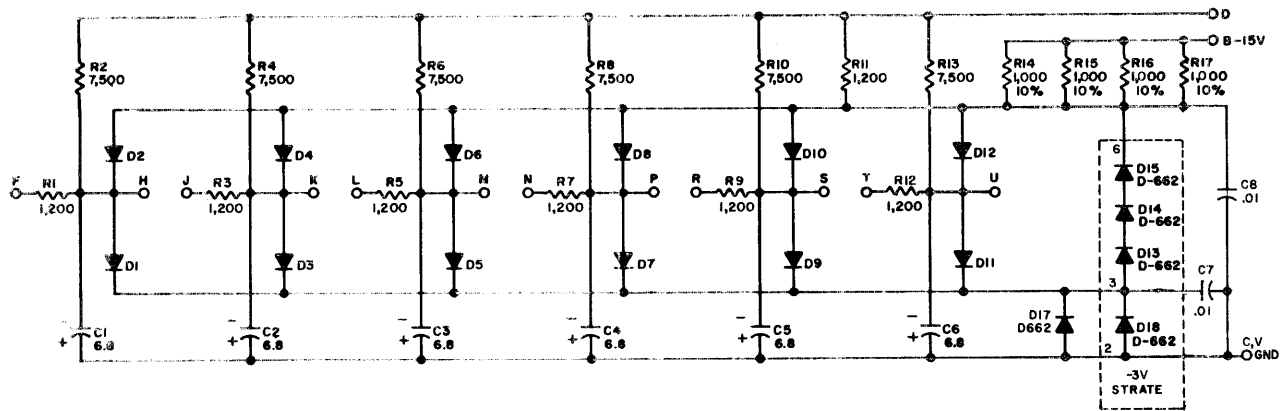 D
B -15V
R2
7,500
R4
7,500
R6
7,500
R8
7,500
R10
7,500
R11
1,200
R13
7,500
R14
1,000
10%
R15
1,000
10%
R16
1,000
10%
R17
1,000
10%
D2
D4
D6
D8
D10
D12
6
D15
D-662
F
R1
1,200
H
J
R3
1,200
K
L
R5
1,200
M
N
R7
1,200
P
R
R9
1,200
S
T
R12
1,200
U
D14
D-662
C8
.01
D1
D3
D5
D7
D9
D11
D13
D-662
C7
.01
3
D17
D662
D18
D-662
- + C1
6.8
- + C2
6.8
- + C3
6.8
- + C4
6.8
- + C5
6.8
- + C6
6.8
2
C,V
GND
-3V
STRATE